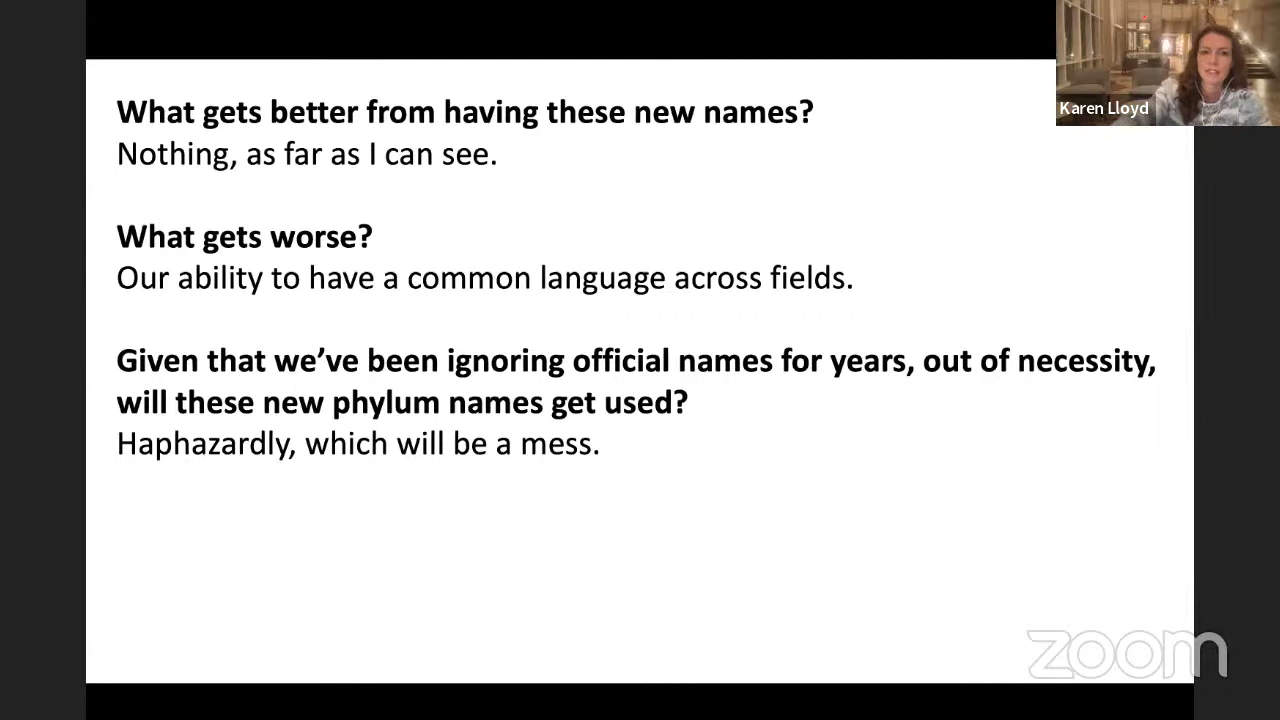 What gets better from having these new names?
Nothing, as far as I can see.
What gets worse?
Our ability to have a common language across fields.
Given that we’ve been ignoring official names for years, out of necessity,
will these new phylum names get used?
Haphazardly, which will be a mess.
Karen Lloyd
zoom